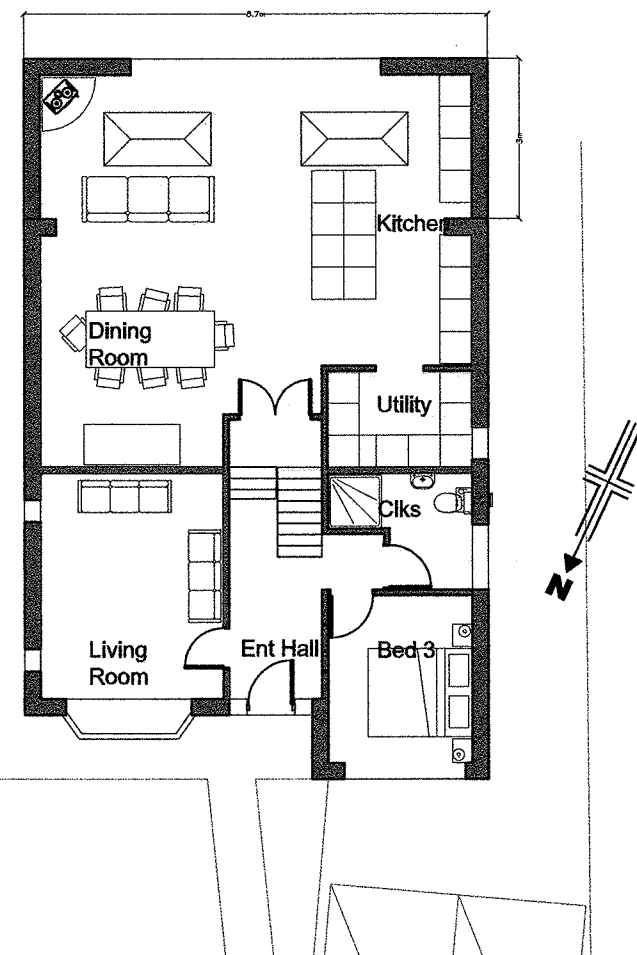 8.7m
3m
Kitchen
Dining
Room
Utility
Clks
N
Living
Room
Ent Hall
Bed 3